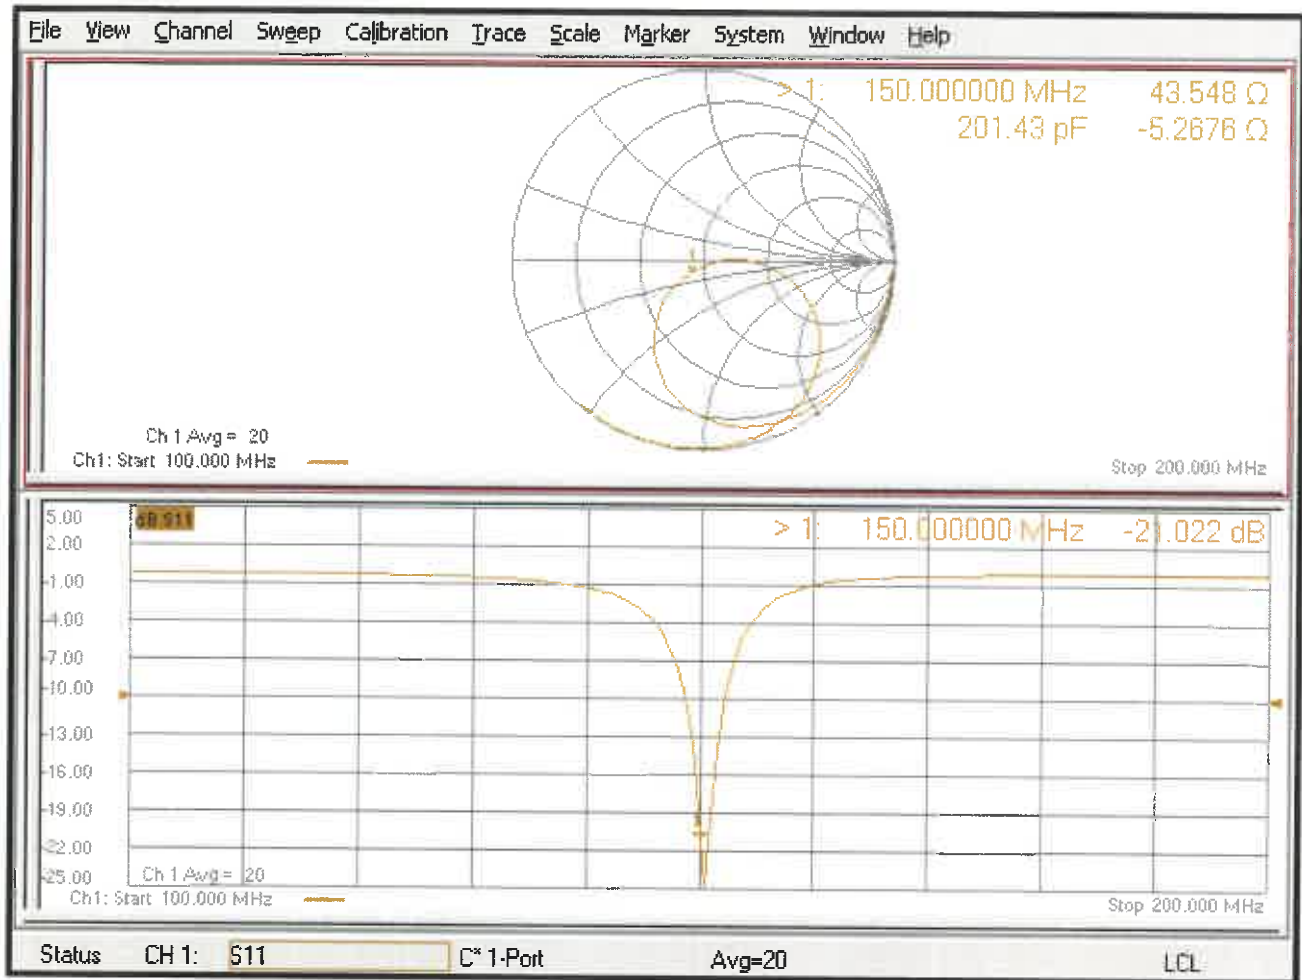 File View Channel Sweep Calibration Trace Scale Marker System Window Help
> 1: 150.000000 MHz 43.548 Ω
201.43 pF -5.2676 Ω
1
Ch 1 Avg = 20
Ch1: Start 100.000 MHz
Stop 200.000 MHz
5.00
dB S11
> 1: 150.000000 MHz -21.022 dB
2.00
-1.00
-4.00
-7.00
-10.00
-13.00
-16.00
-19.00
-22.00
-25.00
Ch 1 Avg = 20
Ch1: Start 100.000 MHz
Stop 200.000 MHz
Status CH 1: S11 C* 1-Port Avg=20 LCL